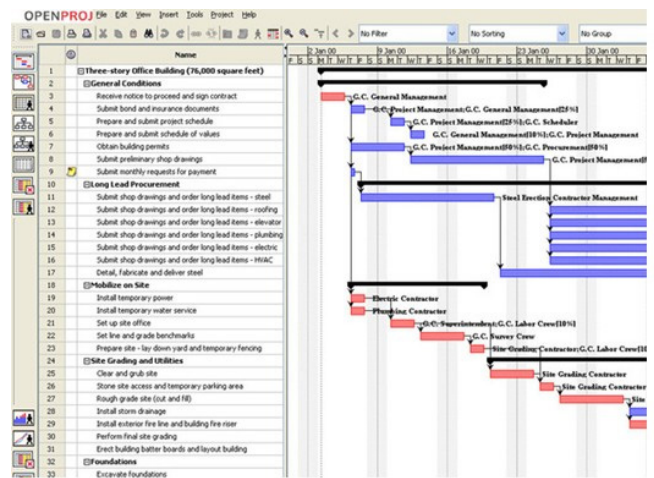 OPENPROJ File Edit View Insert Tools Project Help
No Filter No Sorting No Group
Name
2 Jan 00 9 Jan 00 16 Jan 00 23 Jan 00 30 Jan 00
1 Three-story Office Building (76,000 square feet)
2 General Conditions
3 Receive notice to proceed and sign contract G.C. General Management
4 Submit bond and insurance documents G.C. Project Management;G.C. General Management[25%]
5 Prepare and submit project schedule G.C. Project Management[25%];G.C. Scheduler
6 Prepare and submit schedule of values G.C. General Management[10%];G.C. Project Management
7 Obtain building permits G.C. Project Management[50%];G.C. Procurement[50%]
8 Submit preliminary shop drawings G.C. Project Management[
9 Submit monthly requests for payment
10 Long Lead Procurement
11 Submit shop drawings and order long lead items - steel Steel Erection Contractor Management
12 Submit shop drawings and order long lead items - roofing
13 Submit shop drawings and order long lead items - elevator
14 Submit shop drawings and order long lead items - plumbing
15 Submit shop drawings and order long lead items - electric
16 Submit shop drawings and order long lead items - HVAC
17 Detail, fabricate and deliver steel
18 Mobilize on Site
19 Install temporary power Electric Contractor
20 Install temporary water service Plumbing Contractor
21 Set up site office G.C. Superintendent;G.C. Labor Crew[10%]
22 Set line and grade benchmarks G.C. Survey Crew
23 Prepare site - lay down yard and temporary fencing Site Grading Contractor;G.C. Labor Crew[10
24 Site Grading and Utilities
25 Clear and grub site Site Grading Contractor
26 Stone site access and temporary parking area Site Grading Contractor
27 Rough grade site (cut and fill) Site
28 Install storm drainage
29 Install exterior fire line and building fire riser
30 Perform final site grading
31 Erect building batter boards and layout building
32 Foundations
33 Excavate foundations